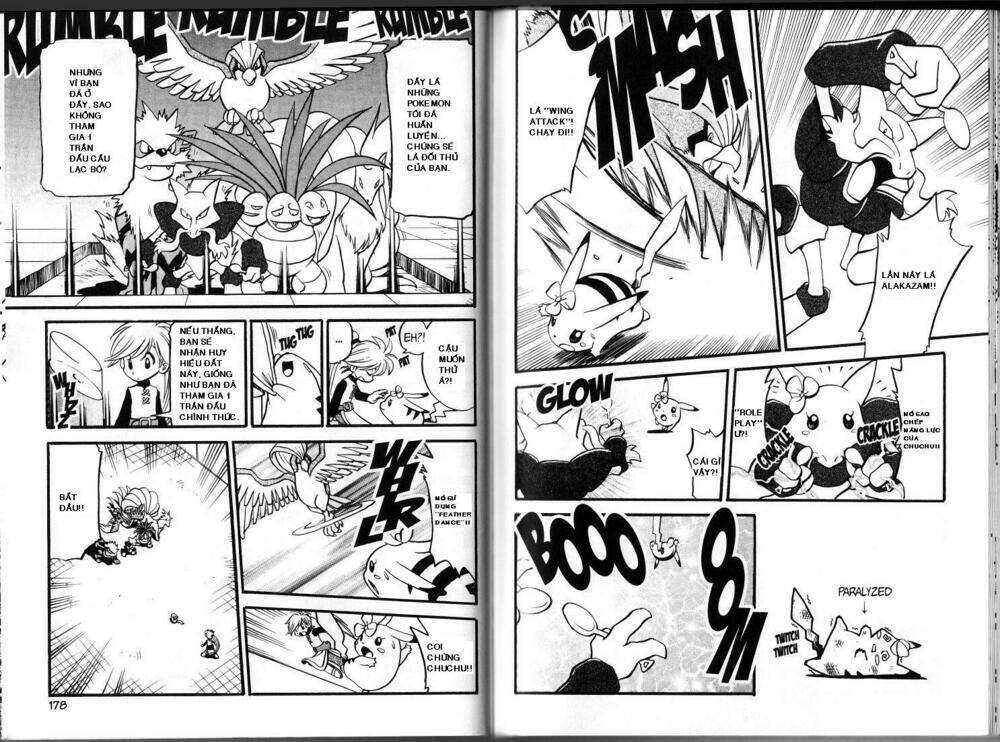 RUMBLE
RUMBLE
RUMBLE
NHƯNG
VÌ BẠN
ĐÃ Ở
ĐÂY, SAO
KHÔNG
THAM
GIA 1
TRẬN
ĐẤU CÂU
LẠC BỘ?
ĐÂY LÀ
NHỮNG
POKEMON
TÔI ĐÃ
HUẤN
LUYỆN...
CHÚNG SẼ
LÀ ĐỐI THỦ
CỦA BẠN.
WHZZ
NẾU THẮNG,
BẠN SẼ
NHẬN HUY
HIỆU ĐẤT
NÀY, GIỐNG
NHƯ BẠN ĐÃ
THAM GIA 1
TRẬN ĐẤU
CHÍNH THỨC.
TUG TUG
...
PAT
PAT
EH?!
CẬU MUỐN
THỬ
À?!
BẮT
ĐẦU!!
WHIRL
NÓ SỬ
DỤNG
"FEATHER
DANCE"!!
COI
CHỪNG
CHUCHU!!
178
SMASH
LÀ "WING
ATTACK"!
CHẠY ĐI!!
LẦN NÀY LÀ
ALAKAZAM!!
GLOW
CÁI GÌ
VẬY?!
"ROLE
PLAY"
Ư?!
CRACKLE
CRACKLE
NÓ SAO
CHÉP
NĂNG LỰC
CỦA
CHUCHU!!
BOOO
OM
PARALYZED
TWITCH
TWITCH